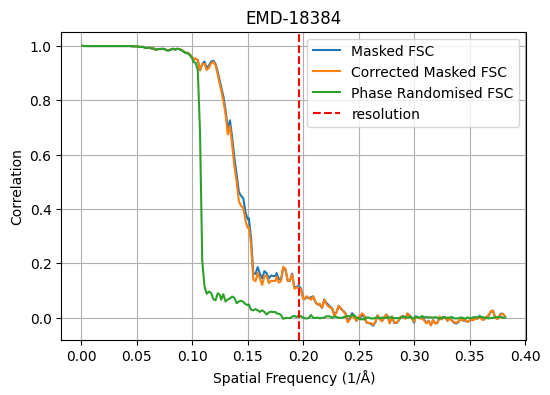 EMD-18384
Masked FSC
Corrected Masked FSC
Phase Randomised FSC
resolution
Correlation
1.0
0.8
0.6
0.4
0.2
0.0
0.00 0.05 0.10 0.15 0.20 0.25 0.30 0.35 0.40
Spatial Frequency (1/Å)